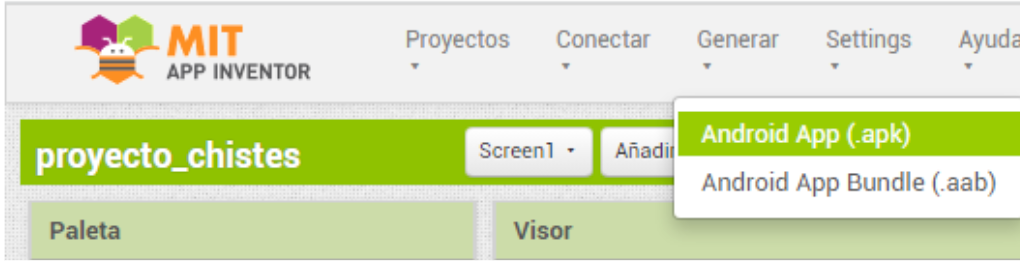 MIT
APP INVENTOR
Proyectos Conectar Generar Settings Ayuda
proyecto_chistes
Screen1
Añadir
Android App (.apk)
Android App Bundle (.aab)
Paleta
Visor